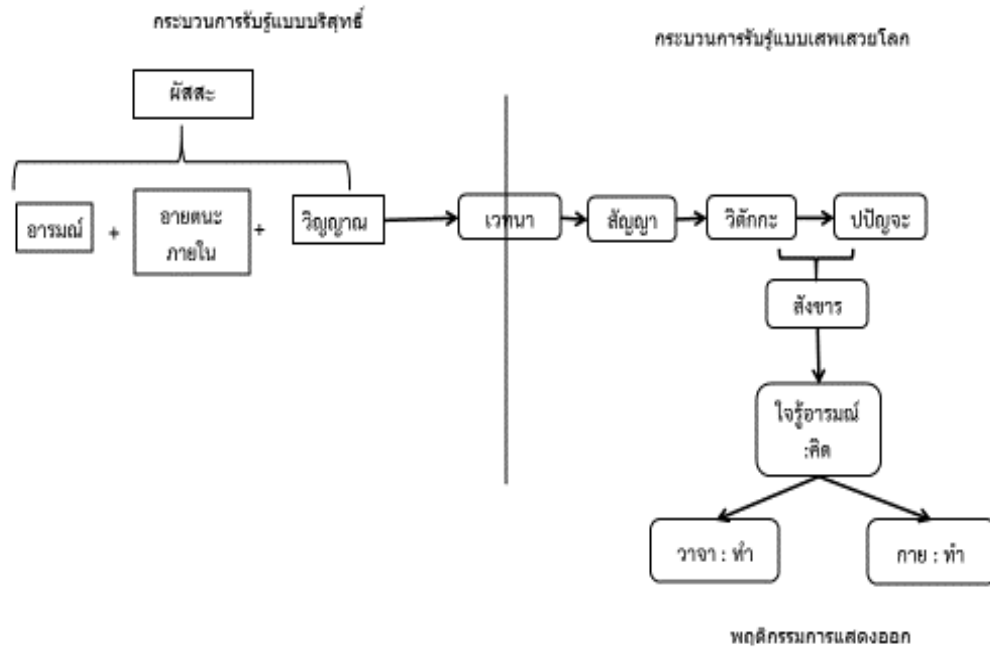 กระบวนการรับรู้แบบบริสุทธิ์
กระบวนการรับรู้แบบเสพเสวยโลก
ผัสสะ
อารมณ์ + อายตนะ + วิญญาณ
ภายใน
เวทนา
สัญญา
วิตักกะ
ปปัญจะ
สังขาร
ใจรู้อารมณ์
:คิด
วาจา : ทำ
กาย : ทำ
พฤติกรรมการแสดงออก